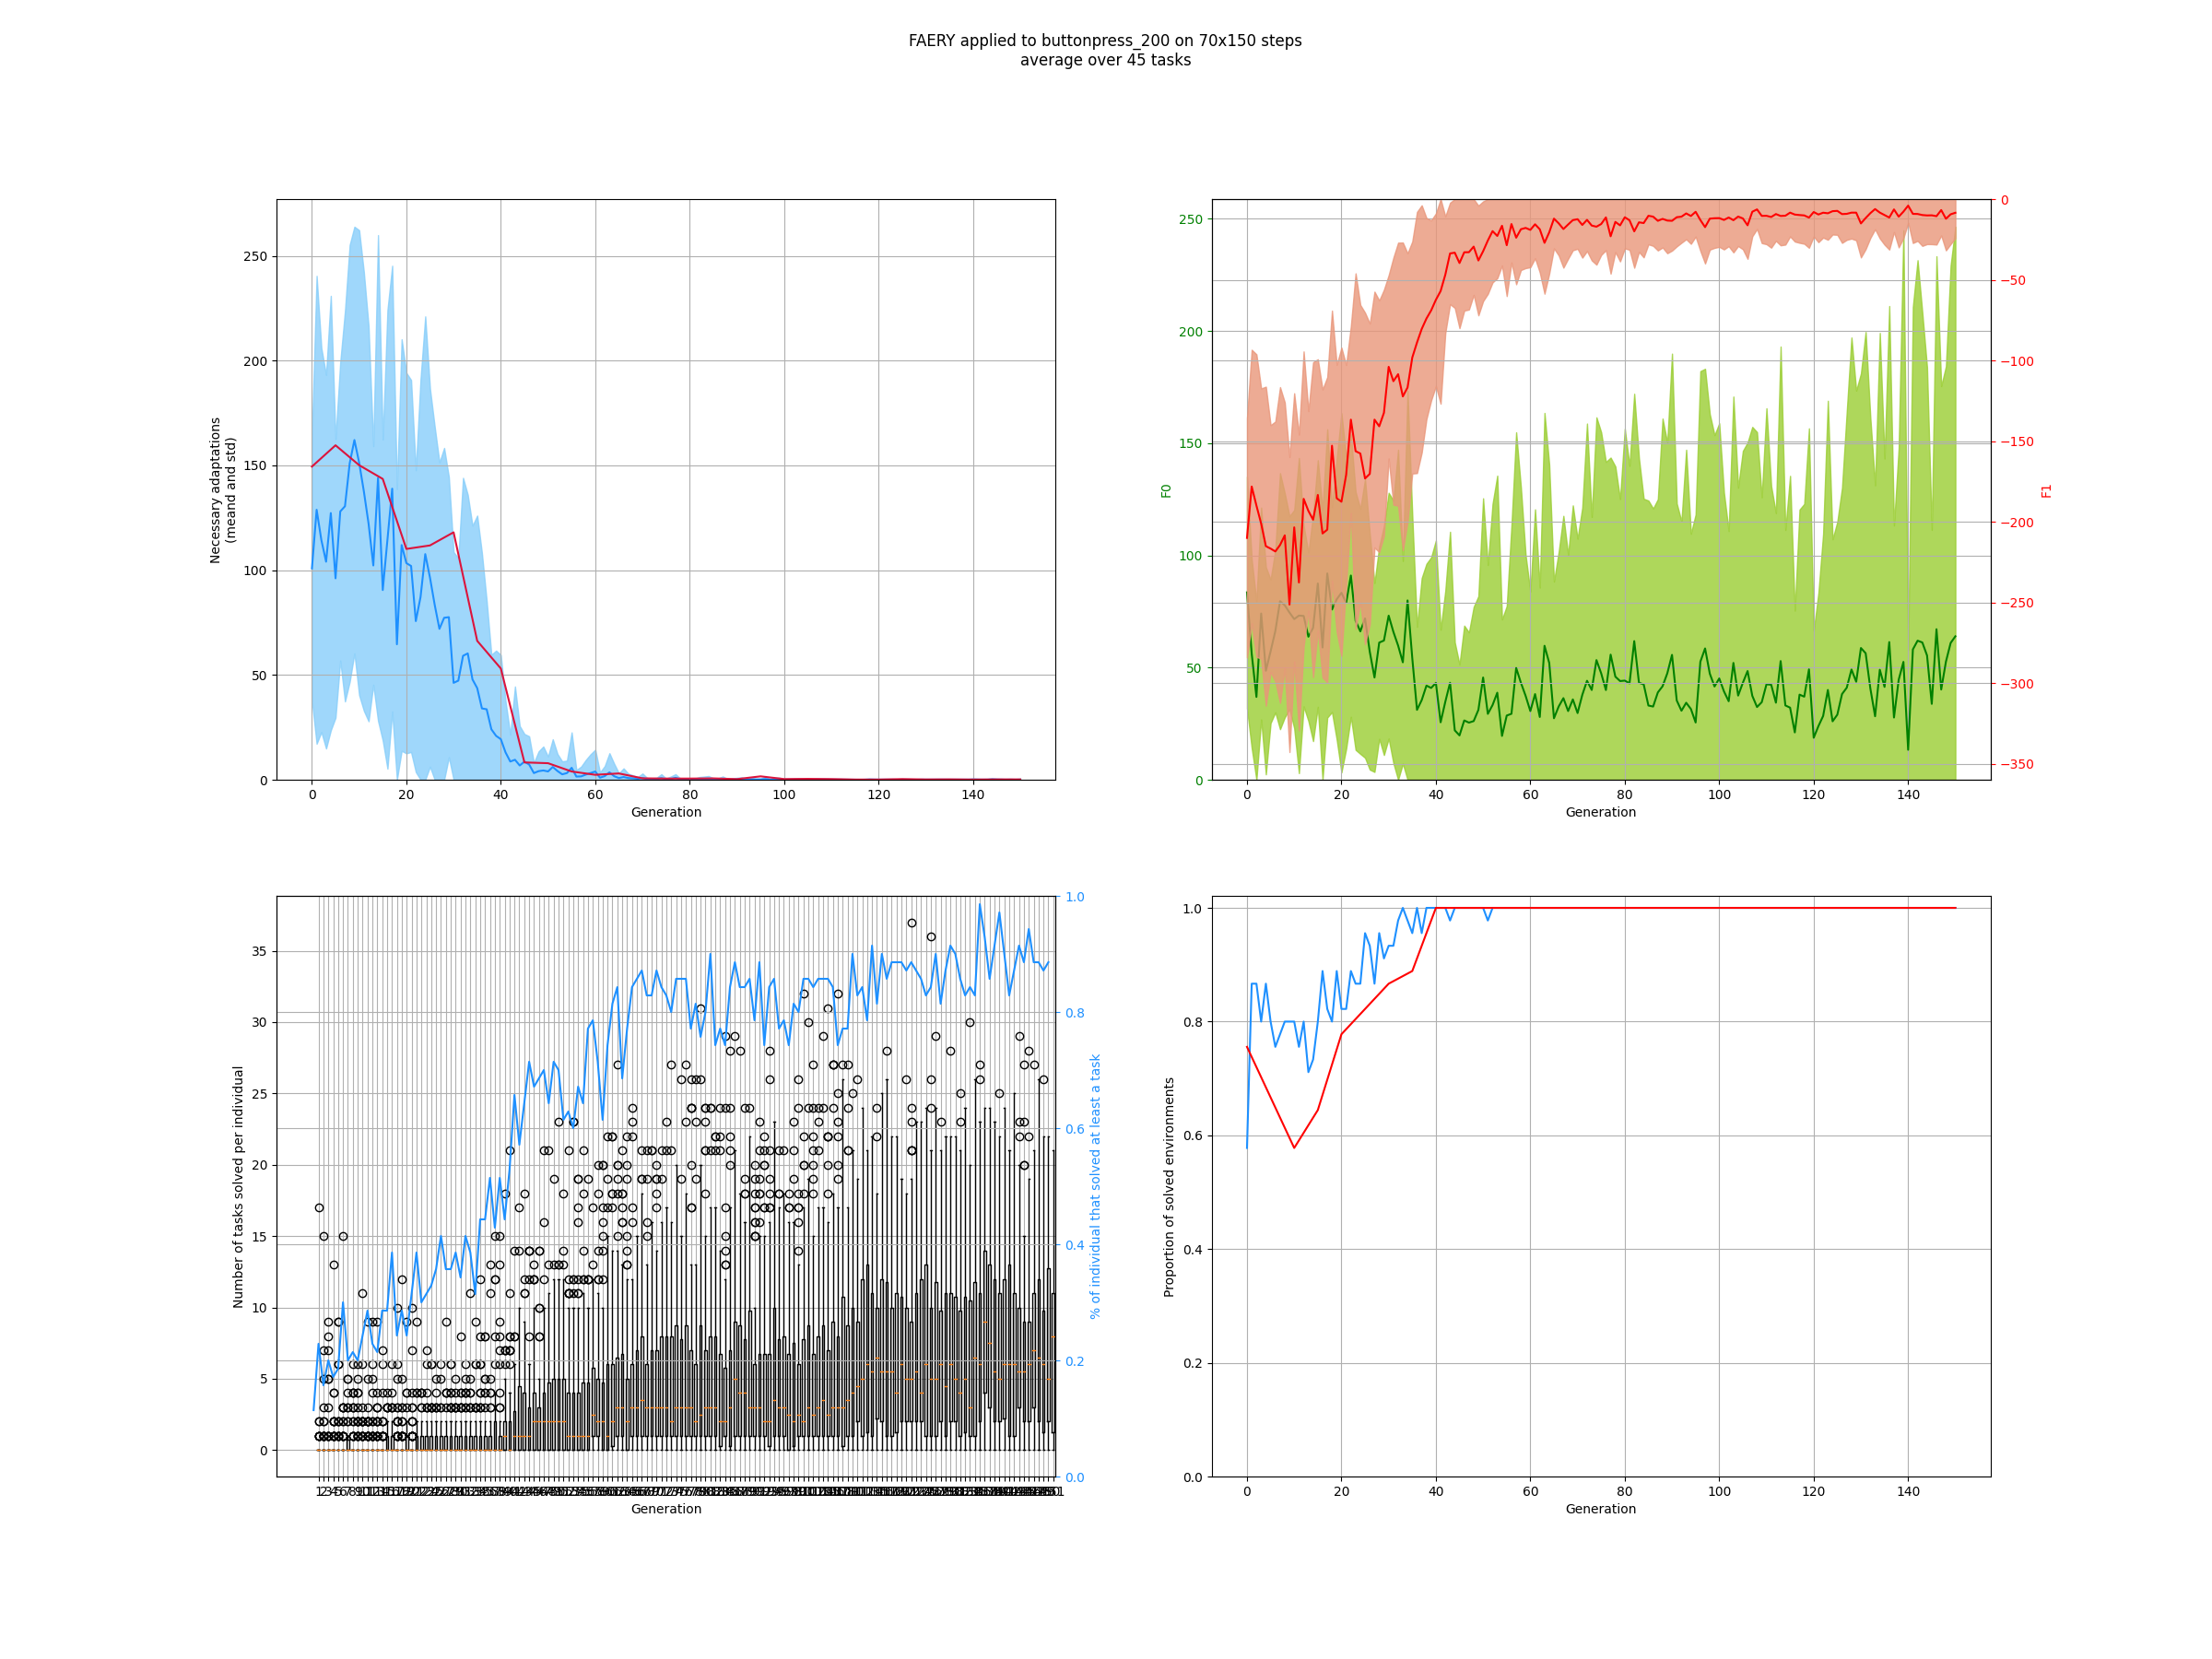 FAERY applied to buttonpress_200 on 70x150 steps
average over 45 tasks
250
200
150
100
50
0
Necessary adaptations
(meand and std)
0 20 40 60 80 100 120 140
Generation
250
200
150
100
50
0
F0
0
−50
−100
−150
−200
−250
−300
−350
F1
0 20 40 60 80 100 120 140
Generation
35
30
25
20
15
10
5
0
Number of tasks solved per individual
1.0
0.8
0.6
0.4
0.2
0.0
% of individual that solved at least a task
Generation
1.0
0.8
0.6
0.4
0.2
0.0
Proportion of solved environments
0 20 40 60 80 100 120 140
Generation